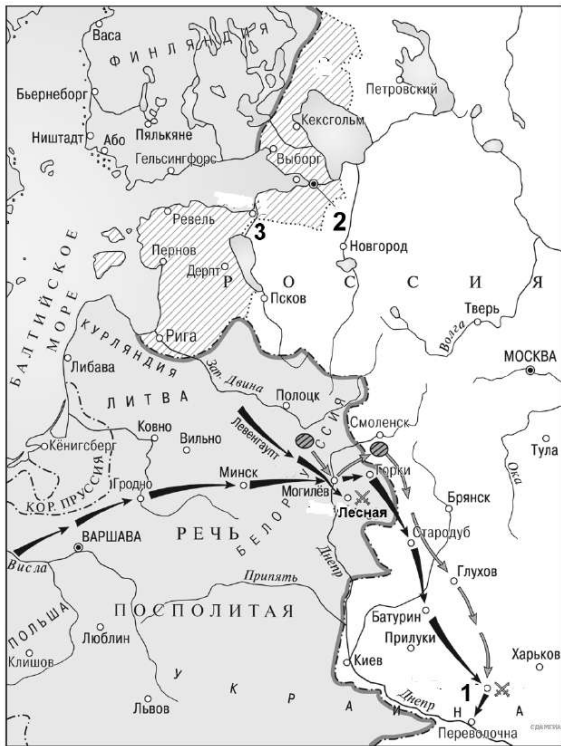 Васа
ФИНЛЯНДИЯ
Петровский
Бьернеборг
Кексгольм
Пялькяне
Ништадт
Або
Выборг
Гельсингфорс
2
Ревель
3
Новгород
Пернов
Дерпт
РОССИЯ
Псков
БАЛТИЙСКОЕ
МОРЕ
Тверь
Волга
Рига
КУРЛЯНДИЯ
Либава
Зап. Двина
МОСКВА
Полоцк
ЛИТВА
Смоленск
Левенгаупт
Ковно
Кёнигсберг
Вильно
Тула
Ока
КОР. ПРУССИЯ
Минск
Горки
Гродно
Могилёв
Брянск
БЕЛОРУССИЯ
Лесная
РЕЧЬ
ВАРШАВА
Стародуб
Висла
Днепр
Припять
Глухов
ПОСПОЛИТАЯ
Батурин
ПОЛЬША
Люблин
Прилуки
Клишов
Киев
Харьков
УКРАИНА
1
Львов
Днепр
Переволочна